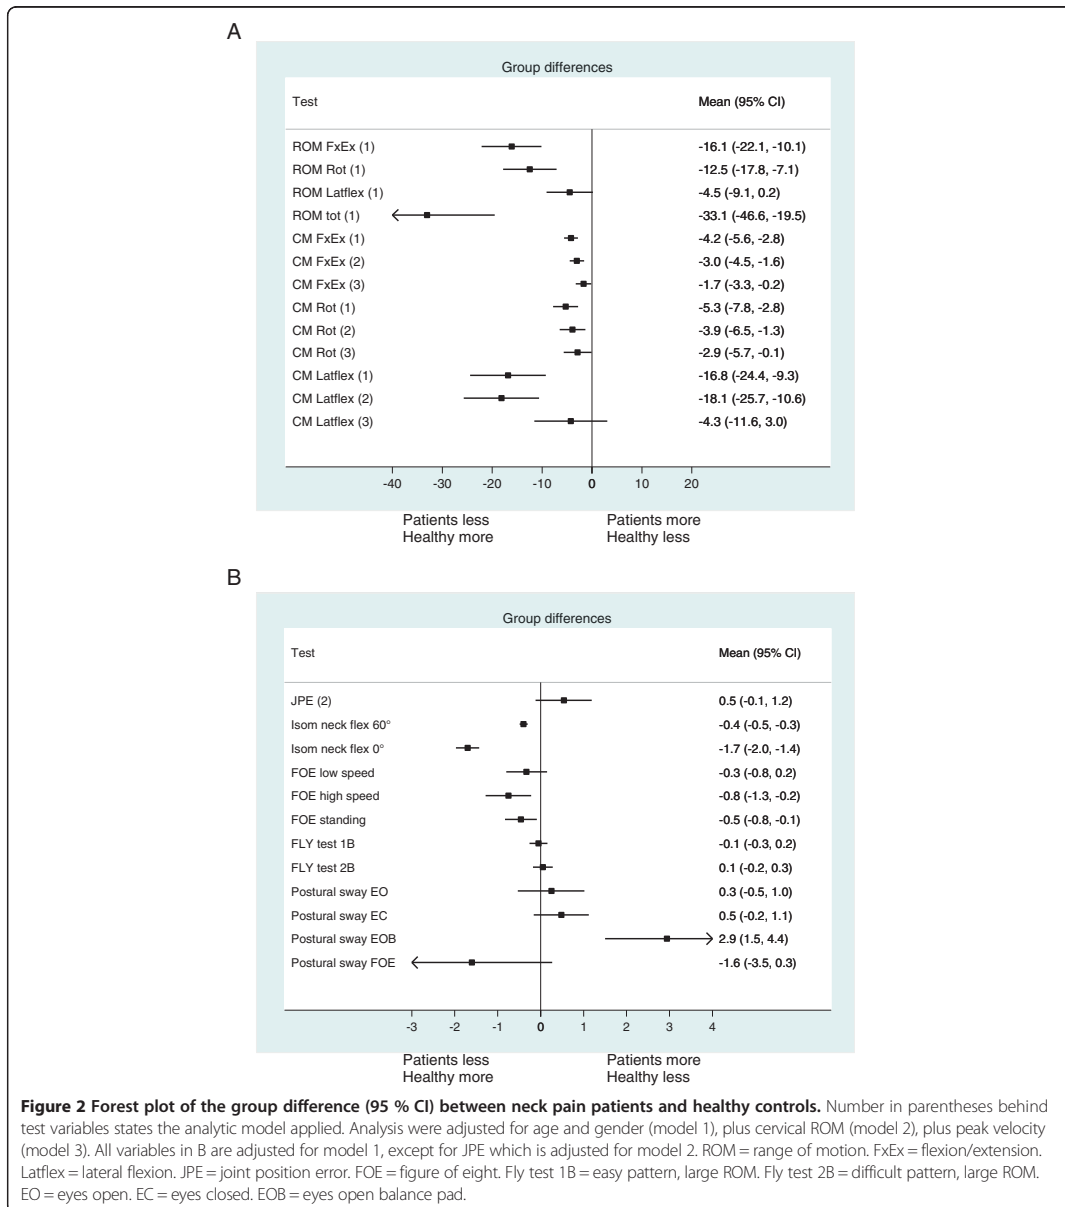 A
Group differences
Test Mean (95% CI)
ROM FxEx (1) -16.1 (-22.1, -10.1)
ROM Rot (1) -12.5 (-17.8, -7.1)
ROM Latflex (1) -4.5 (-9.1, 0.2)
ROM tot (1) -33.1 (-46.6, -19.5)
CM FxEx (1) -4.2 (-5.6, -2.8)
CM FxEx (2) -3.0 (-4.5, -1.6)
CM FxEx (3) -1.7 (-3.3, -0.2)
CM Rot (1) -5.3 (-7.8, -2.8)
CM Rot (2) -3.9 (-6.5, -1.3)
CM Rot (3) -2.9 (-5.7, -0.1)
CM Latflex (1) -16.8 (-24.4, -9.3)
CM Latflex (2) -18.1 (-25.7, -10.6)
CM Latflex (3) -4.3 (-11.6, 3.0)
-40 -30 -20 -10 0 10 20
Patients less Patients more
Healthy more Healthy less
B
Group differences
Test Mean (95% CI)
JPE (2) 0.5 (-0.1, 1.2)
Isom neck flex 60° -0.4 (-0.5, -0.3)
Isom neck flex 0° -1.7 (-2.0, -1.4)
FOE low speed -0.3 (-0.8, 0.2)
FOE high speed -0.8 (-1.3, -0.2)
FOE standing -0.5 (-0.8, -0.1)
FLY test 1B -0.1 (-0.3, 0.2)
FLY test 2B 0.1 (-0.2, 0.3)
Postural sway EO 0.3 (-0.5, 1.0)
Postural sway EC 0.5 (-0.2, 1.1)
Postural sway EOB 2.9 (1.5, 4.4)
Postural sway FOE -1.6 (-3.5, 0.3)
-3 -2 -1 0 1 2 3 4
Patients less Patients more
Healthy more Healthy less
Figure 2 Forest plot of the group difference (95 % CI) between neck pain patients and healthy controls. Number in parentheses behind
test variables states the analytic model applied. Analysis were adjusted for age and gender (model 1), plus cervical ROM (model 2), plus peak velocity
(model 3). All variables in B are adjusted for model 1, except for JPE which is adjusted for model 2. ROM = range of motion. FxEx = flexion/extension.
Latflex = lateral flexion. JPE = joint position error. FOE = figure of eight. Fly test 1B = easy pattern, large ROM. Fly test 2B = difficult pattern, large ROM.
EO = eyes open. EC = eyes closed. EOB = eyes open balance pad.